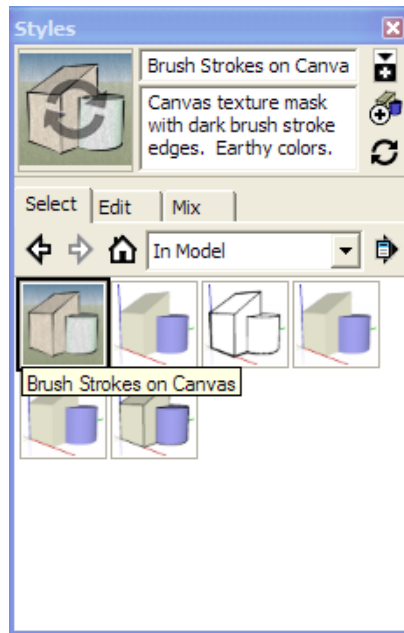 Styles
Brush Strokes on Canva
Canvas texture mask
with dark brush stroke
edges. Earthy colors.
Select
Edit
Mix
In Model
Brush Strokes on Canvas